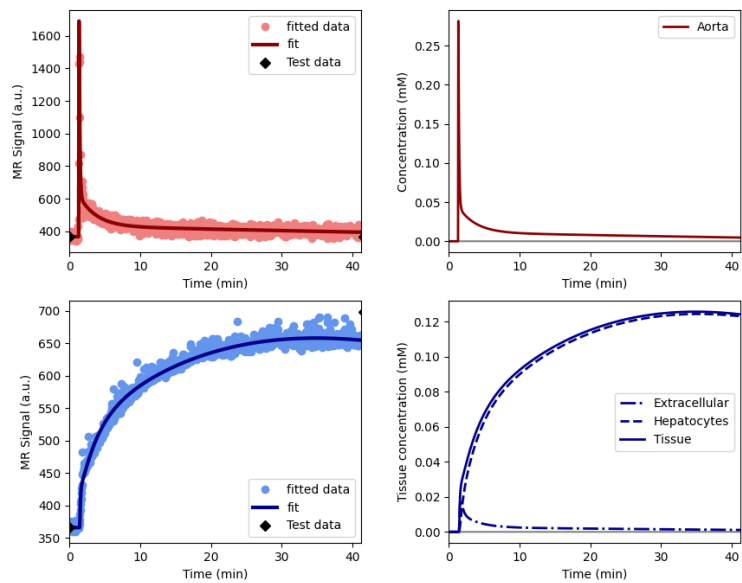 1600
1400
1200
1000
800
600
400
MR Signal (a.u.)
fitted data
fit
Test data
0
10
20
30
40
Time (min)
0.25
0.20
0.15
0.10
0.05
0.00
Concentration (mM)
Aorta
0
10
20
30
40
Time (min)
700
650
600
550
500
450
400
350
MR Signal (a.u.)
fitted data
fit
Test data
0
10
20
30
40
Time (min)
0.12
0.10
0.08
0.06
0.04
0.02
0.00
Tissue concentration (mM)
Extracellular
Hepatocytes
Tissue
0
10
20
30
40
Time (min)